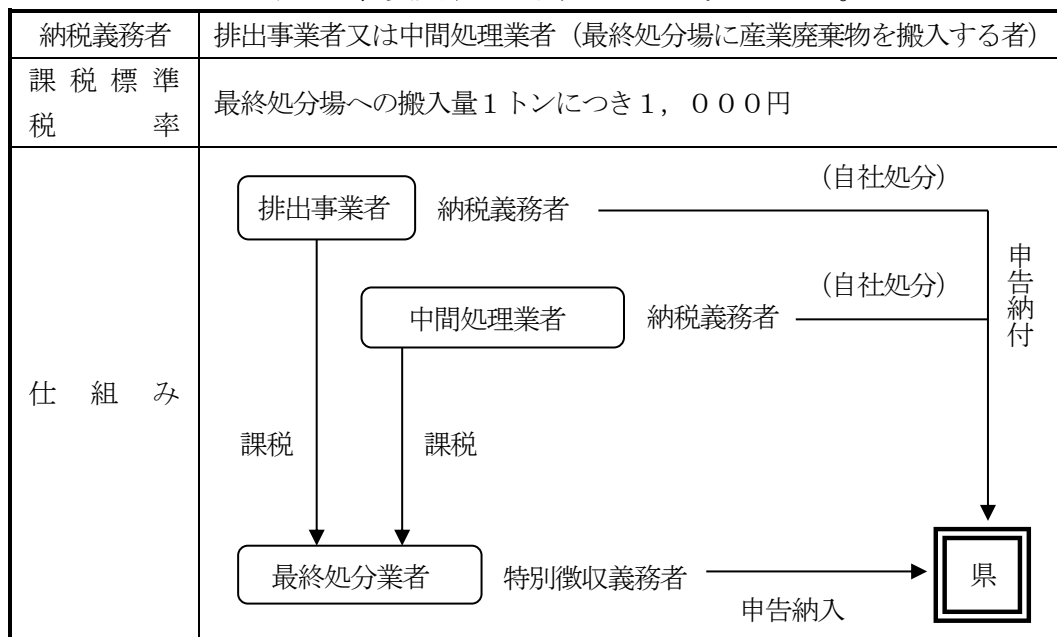 納税義務者
排出事業者又は中間処理業者（最終処分場に産業廃棄物を搬入する者）
課税標準
税率
最終処分場への搬入量１トンにつき１，０００円
仕組み
（自社処分）
排出事業者
納税義務者
（自社処分）
中間処理業者
納税義務者
申告納付
課税
課税
最終処分業者
特別徴収義務者
申告納入
県